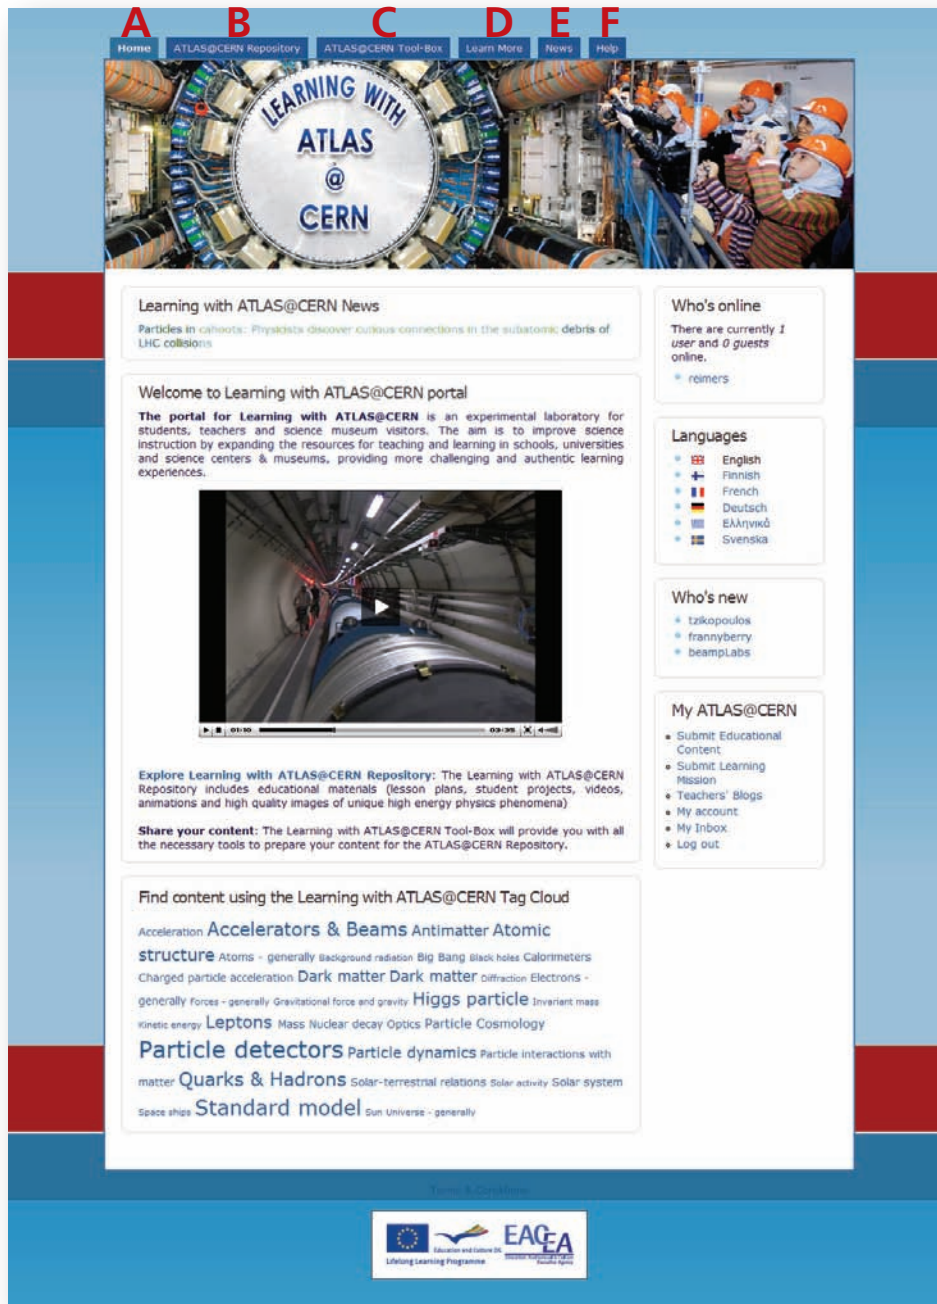 A B C D E F
Home ATLAS@CERN Repository ATLAS@CERN Tool-Box Learn More News Help
LEARNING WITH
ATLAS
@
CERN
Learning with ATLAS@CERN News
Particles in cahoots: Physicists discover curious connections in the subatomic debris of
LHC collisions
Welcome to Learning with ATLAS@CERN portal
The portal for Learning with ATLAS@CERN is an experimental laboratory for
students, teachers and science museum visitors. The aim is to improve science
instruction by expanding the resources for teaching and learning in schools, universities
and science centers & museums, providing more challenging and authentic learning
experiences.
01:10 03:35
Explore Learning with ATLAS@CERN Repository: The Learning with ATLAS@CERN
Repository includes educational materials (lesson plans, student projects, videos,
animations and high quality images of unique high energy physics phenomena)
Share your content: The Learning with ATLAS@CERN Tool-Box will provide you with all
the necessary tools to prepare your content for the ATLAS@CERN Repository.
Find content using the Learning with ATLAS@CERN Tag Cloud
Acceleration Accelerators & Beams Antimatter Atomic
structure Atoms - generally Background radiation Big Bang Black holes Calorimeters
Charged particle acceleration Dark matter Dark matter Diffraction Electrons -
generally Forces - generally Gravitational force and gravity Higgs particle Invariant mass
Kinetic energy Leptons Mass Nuclear decay Optics Particle Cosmology
Particle detectors Particle dynamics Particle interactions with
matter Quarks & Hadrons Solar-terrestrial relations Solar activity Solar system
Space ships Standard model Sun Universe - generally
Who's online
There are currently 1
user and 0 guests
online.
reimers
Languages
English
Finnish
French
Deutsch
Ελληνικά
Svenska
Who's new
tzikopoulos
frannyberry
beampLabs
My ATLAS@CERN
Submit Educational
Content
Submit Learning
Mission
Teachers' Blogs
My account
My Inbox
Log out
Terms & Conditions
Education and Culture DG
Lifelong Learning Programme
EACEA